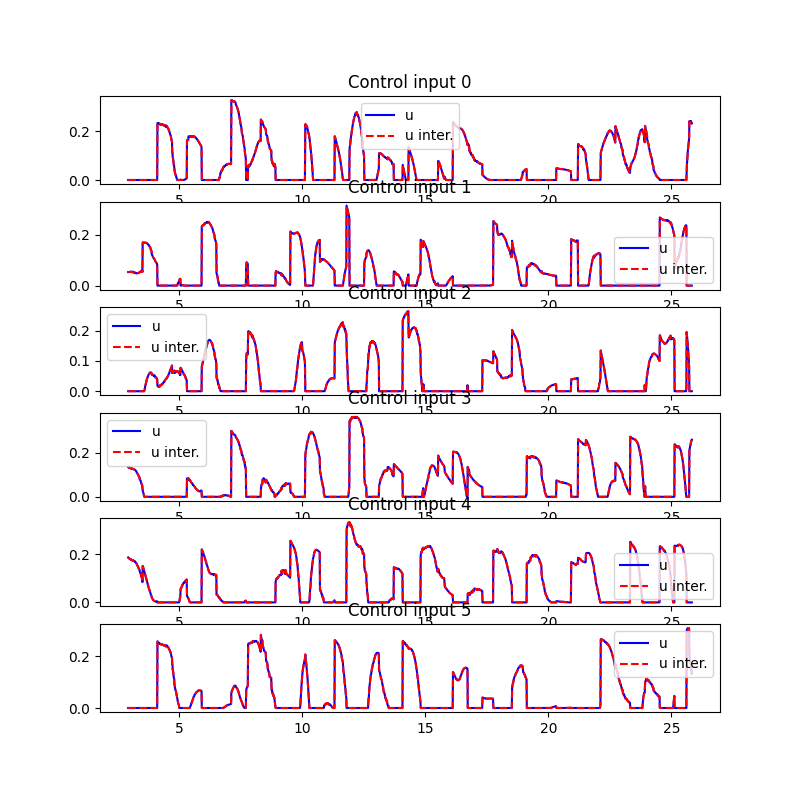 Control input 0
0.2
0.0
u
u inter.
5 10 15 20 25
Control input 1
0.2
0.0
u
u inter.
5 10 15 20 25
Control input 2
0.2
0.1
0.0
u
u inter.
5 10 15 20 25
Control input 3
0.2
0.0
u
u inter.
5 10 15 20 25
Control input 4
0.2
0.0
u
u inter.
5 10 15 20 25
Control input 5
0.2
0.0
u
u inter.
5 10 15 20 25